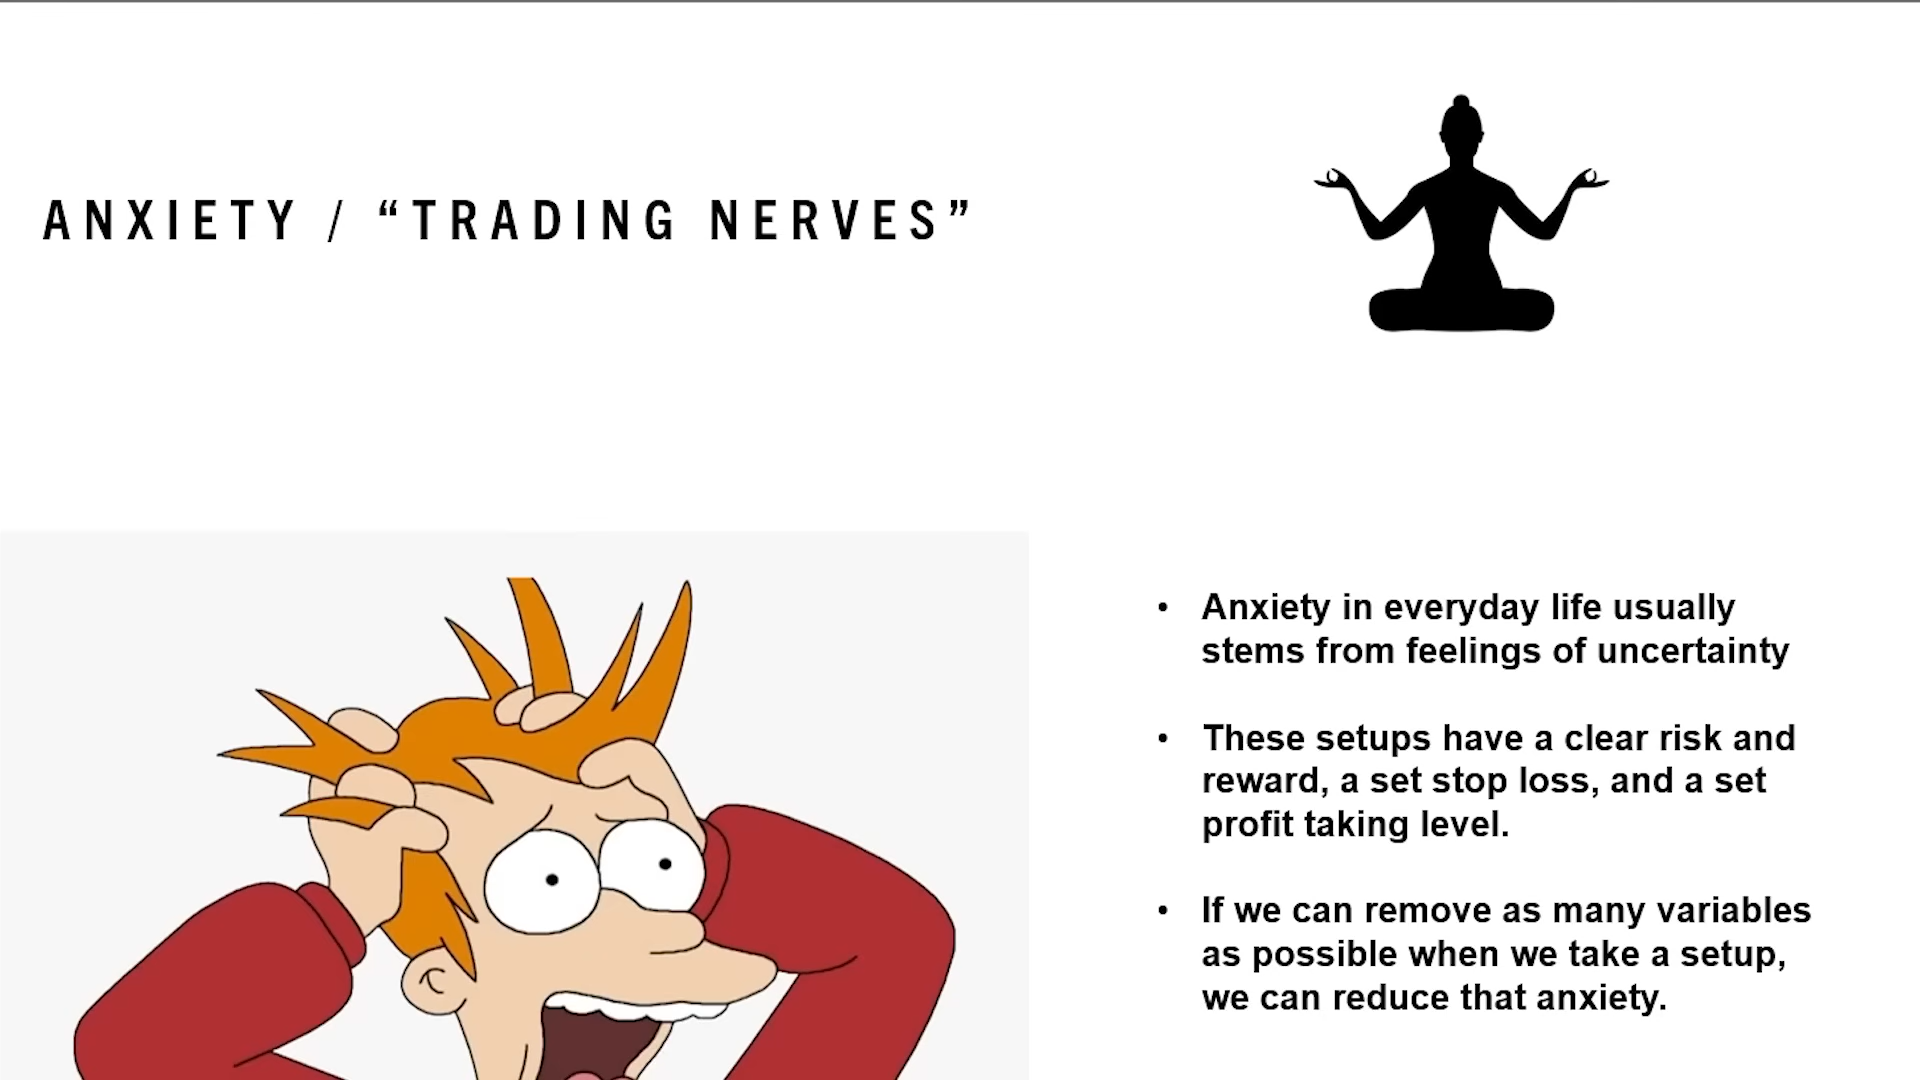 ANXIETY / “TRADING NERVES”
• Anxiety in everyday life usually
stems from feelings of uncertainty
• These setups have a clear risk and
reward, a set stop loss, and a set
profit taking level.
• If we can remove as many variables
as possible when we take a setup,
we can reduce that anxiety.